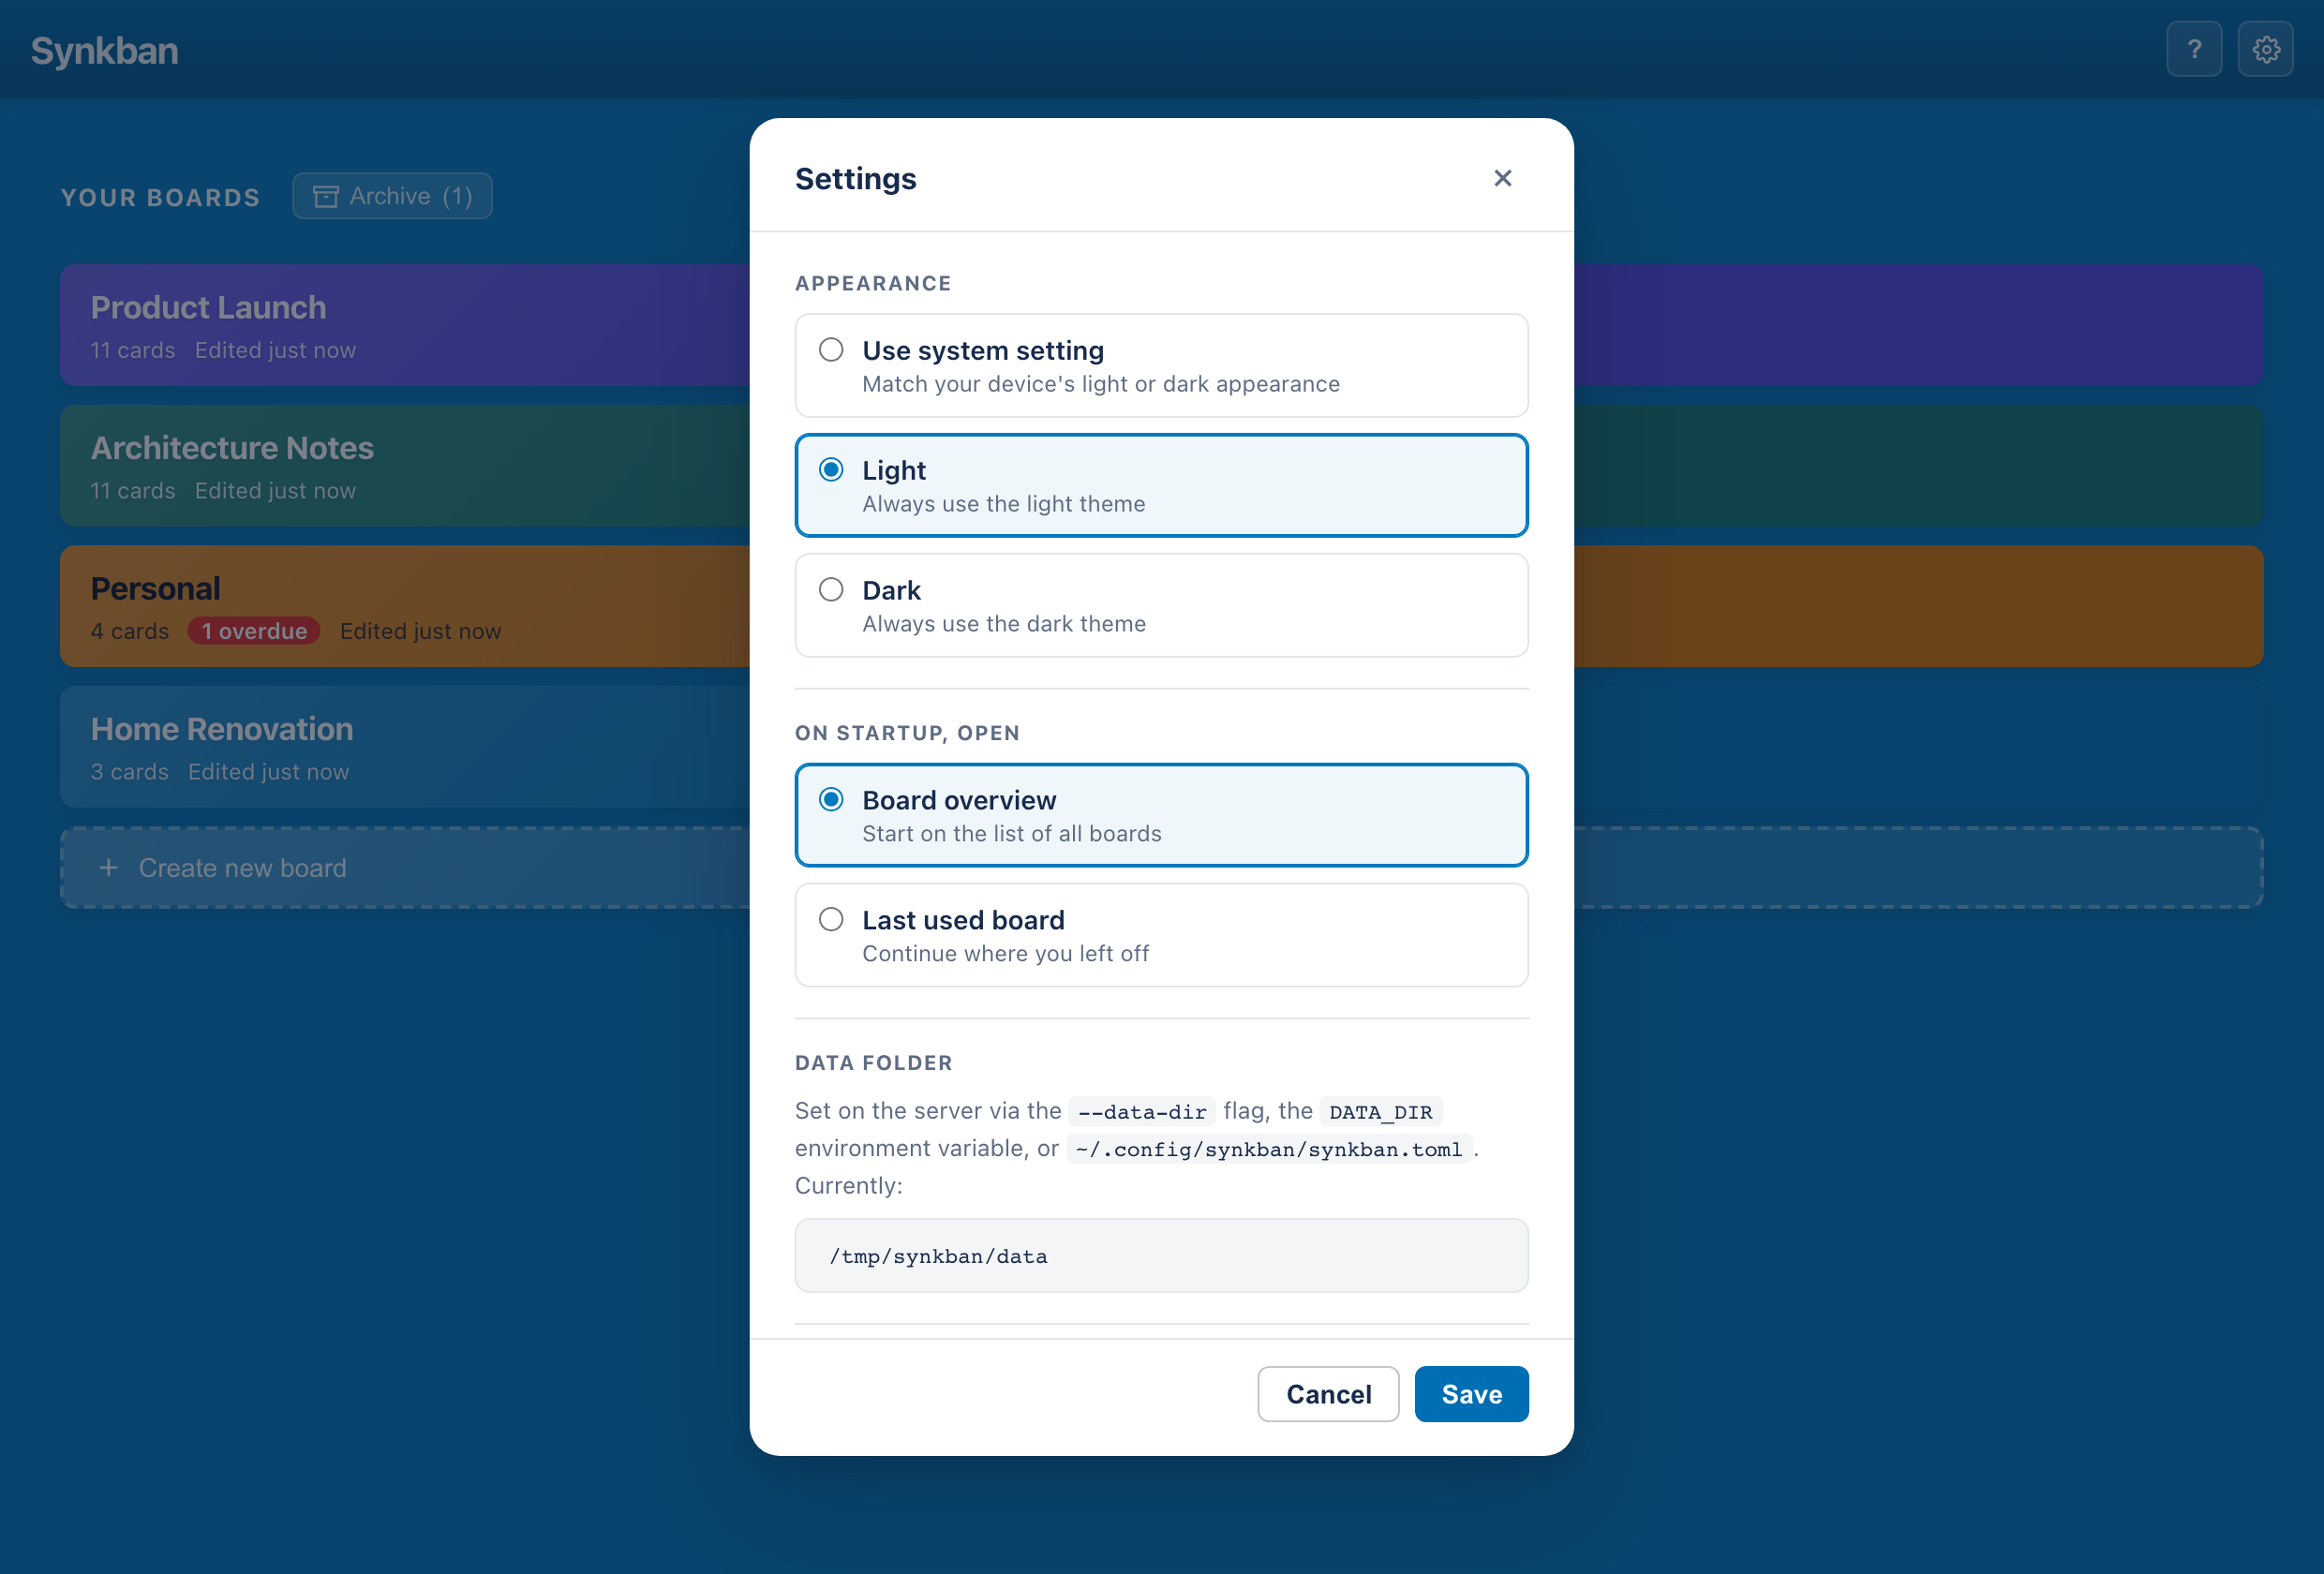 Synkban
?
YOUR BOARDS
Archive (1)
Product Launch
11 cards Edited just now
Architecture Notes
11 cards Edited just now
Personal
4 cards 1 overdue Edited just now
Home Renovation
3 cards Edited just now
+ Create new board
Settings
APPEARANCE
Use system setting
Match your device's light or dark appearance
Light
Always use the light theme
Dark
Always use the dark theme
ON STARTUP, OPEN
Board overview
Start on the list of all boards
Last used board
Continue where you left off
DATA FOLDER
Set on the server via the --data-dir flag, the DATA_DIR
environment variable, or ~/.config/synkban/synkban.toml.
Currently:
/tmp/synkban/data
Cancel
Save